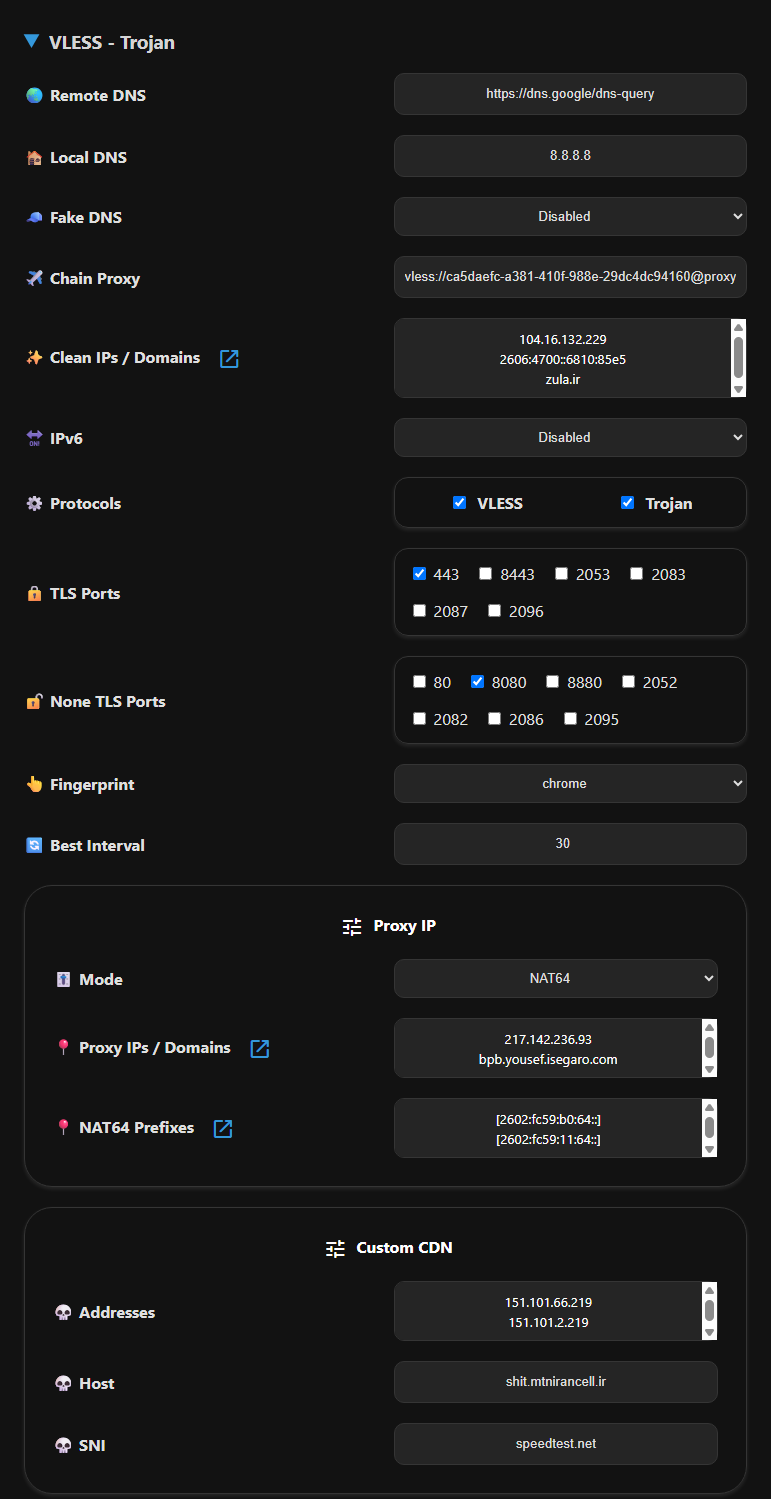 VLESS - Trojan
Remote DNS
https://dns.google/dns-query
Local DNS
8.8.8.8
Fake DNS
Disabled
Chain Proxy
vless://ca5daefc-a381-410f-988e-29dc4dc94160@proxy
Clean IPs / Domains
104.16.132.229
2606:4700::6810:85e5
zula.ir
IPv6
Disabled
Protocols
VLESS Trojan
TLS Ports
443 8443 2053 2083
2087 2096
None TLS Ports
80 8080 8880 2052
2082 2086 2095
Fingerprint
chrome
Best Interval
30
Proxy IP
Mode
NAT64
Proxy IPs / Domains
217.142.236.93
bpb.yousef.isegaro.com
NAT64 Prefixes
[2602:fc59:b0:64::]
[2602:fc59:11:64::]
Custom CDN
Addresses
151.101.66.219
151.101.2.219
Host
shit.mtnirancell.ir
SNI
speedtest.net